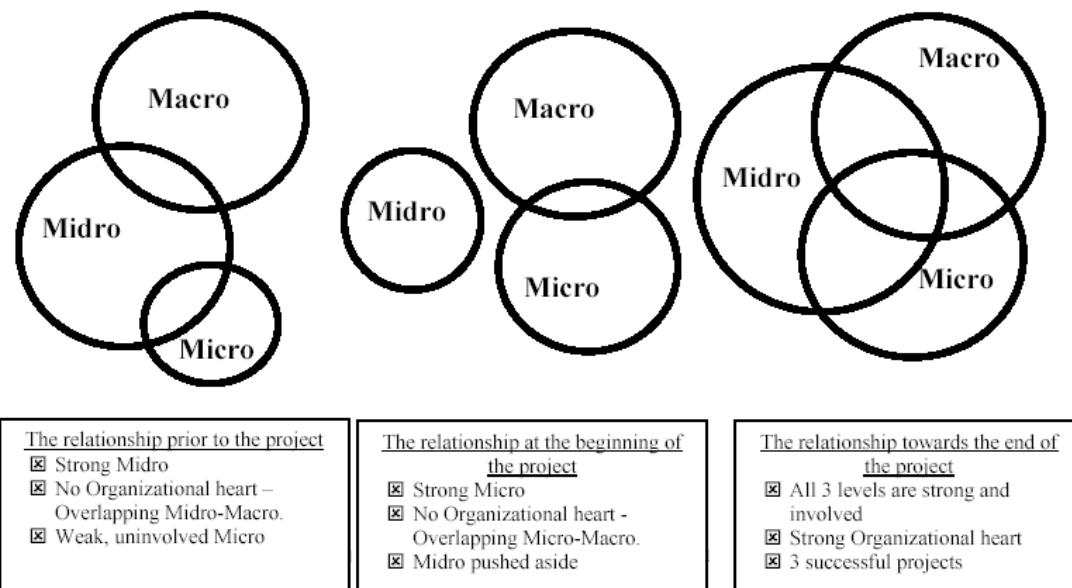 Macro
Midro
Micro
Macro
Midro
Micro
Macro
Midro
Micro
The relationship prior to the project
☒ Strong Midro
☒ No Organizational heart –
Overlapping Midro-Macro.
☒ Weak, uninvolved Micro
The relationship at the beginning of
the project
☒ Strong Micro
☒ No Organizational heart -
Overlapping Micro-Macro.
☒ Midro pushed aside
The relationship towards the end of
the project
☒ All 3 levels are strong and
involved
☒ Strong Organizational heart
☒ 3 successful projects